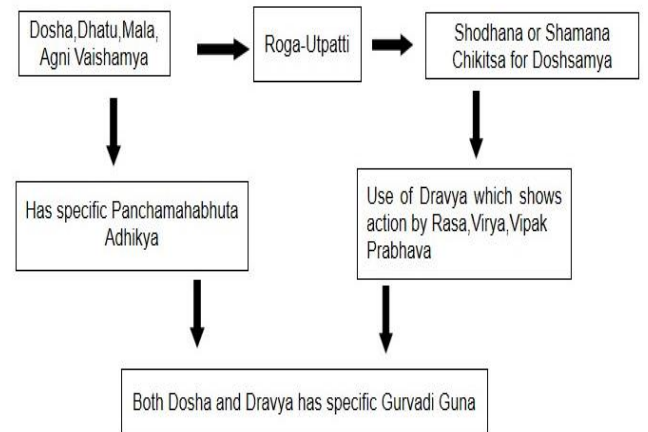 Dosha,Dhatu,Mala,
Agni Vaishamya
Roga-Utpatti
Shodhana or Shamana
Chikitsa for Doshsamya
Has specific Panchamahabhuta
Adhikya
Use of Dravya which shows
action by Rasa,Virya,Vipak
Prabhava
Both Dosha and Dravya has specific Gurvadi Guna